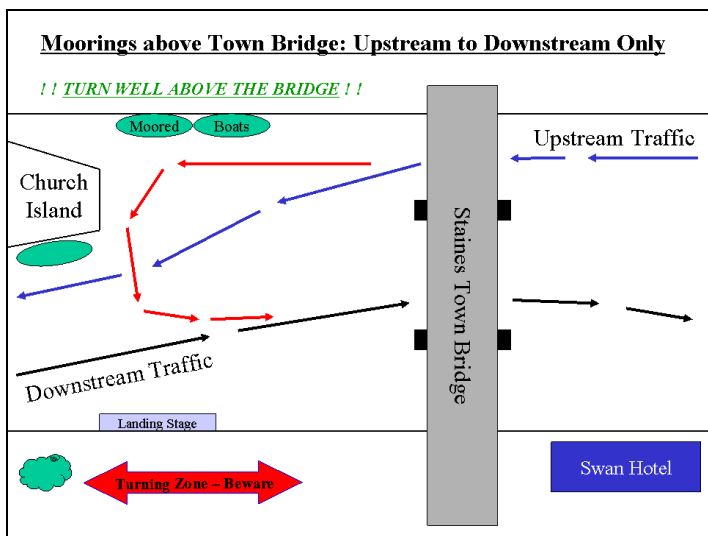 Moorings above Town Bridge: Upstream to Downstream Only
! ! TURN WELL ABOVE THE BRIDGE ! !
Moored Boats
Upstream Traffic
Church
Island
Staines Town Bridge
Downstream Traffic
Landing Stage
Turning Zone – Beware
Swan Hotel